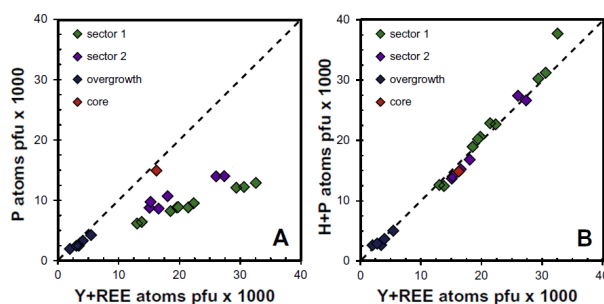 40
30
20
10
0
P atoms pfu x 1000
sector 1
sector 2
overgrowth
core
A
0 10 20 30 40
Y+REE atoms pfu x 1000
40
30
20
10
0
H+P atoms pfu x 1000
sector 1
sector 2
overgrowth
core
B
0 10 20 30 40
Y+REE atoms pfu x 1000